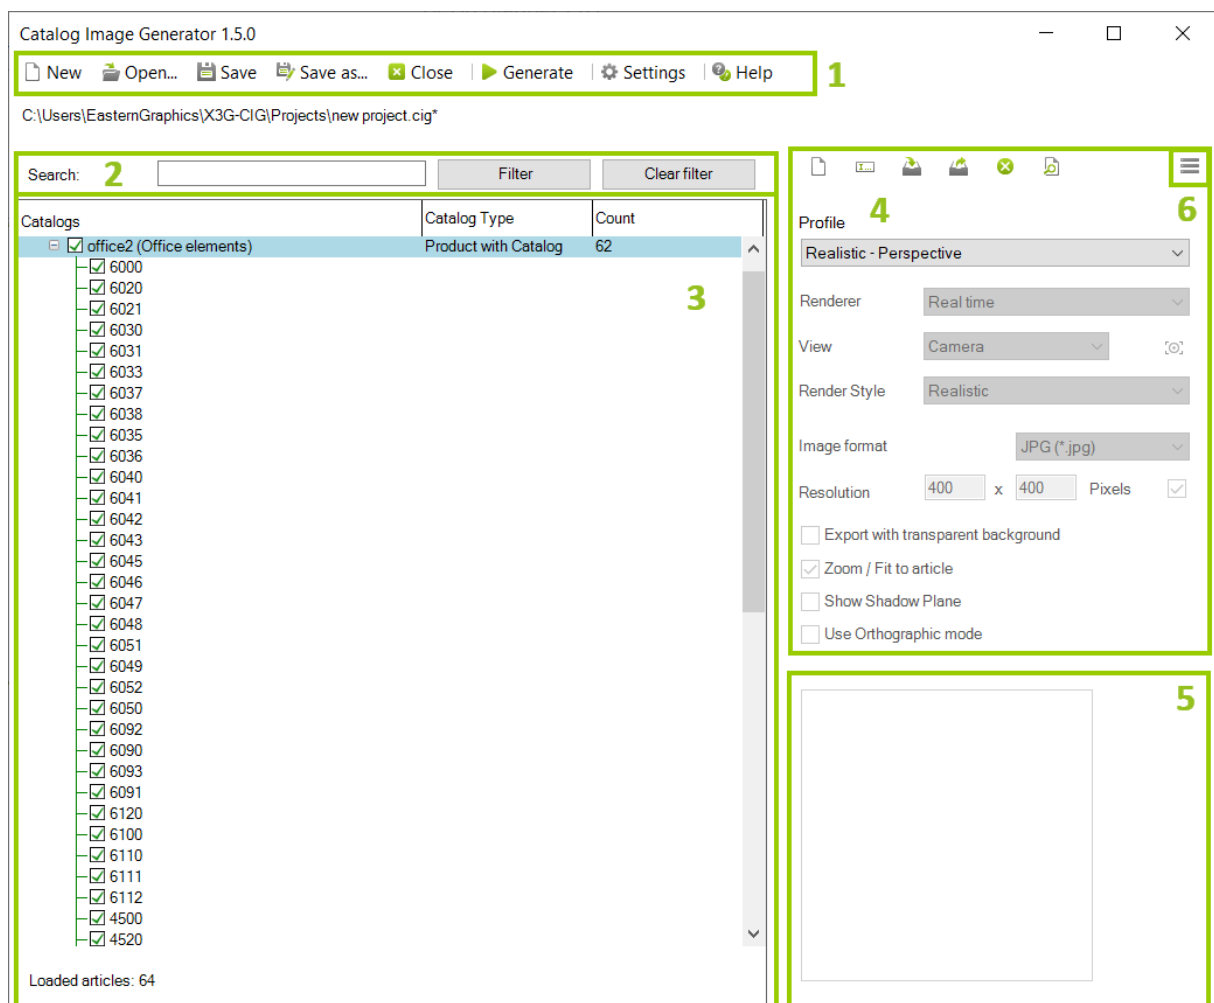 Catalog Image Generator 1.5.0
New Open... Save Save as... Close Generate Settings Help 1
C:\Users\EasternGraphics\X3G-CIG\Projects\new project.cig*
Search: 2 Filter Clear filter
Catalogs Catalog Type Count
office2 (Office elements) Product with Catalog 62
6000
6020
6021
6030
6031
6033
6037
6038
6035
6036
6040
6041
6042
6043
6045
6046
6047
6048
6051
6049
6052
6050
6092
6090
6093
6091
6120
6100
6110
6111
6112
4500
4520
3
Loaded articles: 64
4
6
Profile
Realistic - Perspective
Renderer Real time
View Camera
Render Style Realistic
Image format JPG (*.jpg)
Resolution 400 x 400 Pixels
Export with transparent background
Zoom / Fit to article
Show Shadow Plane
Use Orthographic mode
5